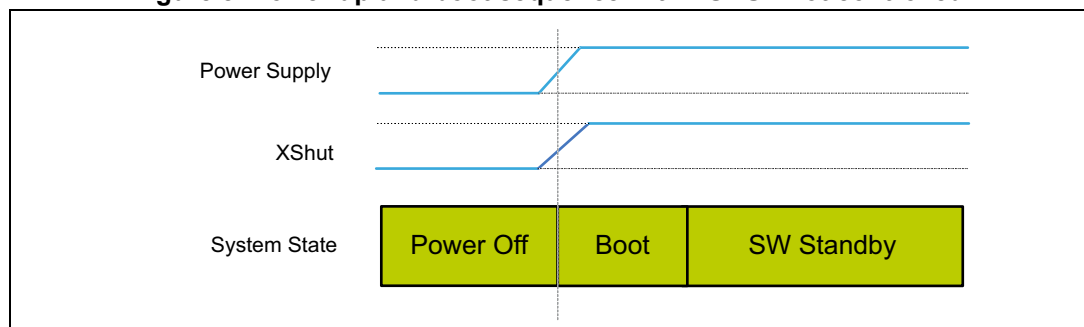 Power Supply
XShut
System State
Power Off
Boot
SW Standby